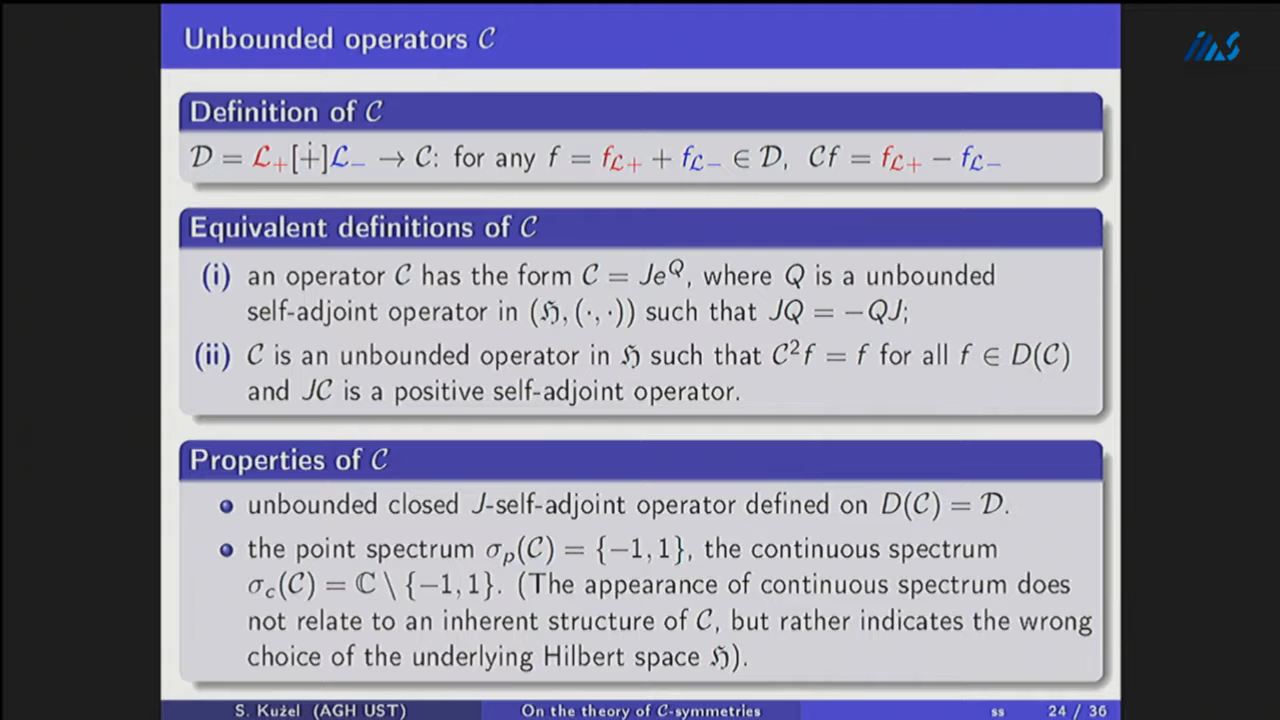 Unbounded operators 𝒞
IMS
Definition of 𝒞
𝒟 = ℒ₊[∔]ℒ₋ → 𝒞: for any f = f_ℒ₊ + f_ℒ₋ ∈ 𝒟, 𝒞f = f_ℒ₊ − f_ℒ₋
Equivalent definitions of 𝒞
(i) an operator 𝒞 has the form 𝒞 = Je^Q, where Q is a unbounded
self-adjoint operator in (ℌ, (·, ·)) such that JQ = −QJ;
(ii) 𝒞 is an unbounded operator in ℌ such that 𝒞²f = f for all f ∈ D(𝒞)
and J𝒞 is a positive self-adjoint operator.
Properties of 𝒞
unbounded closed J-self-adjoint operator defined on D(𝒞) = 𝒟.
the point spectrum σ_p(𝒞) = {−1, 1}, the continuous spectrum
σ_c(𝒞) = ℂ \ {−1, 1}. (The appearance of continuous spectrum does
not relate to an inherent structure of 𝒞, but rather indicates the wrong
choice of the underlying Hilbert space ℌ).
S. Kużel (AGH UST) On the theory of 𝒞-symmetries ss 24 / 36